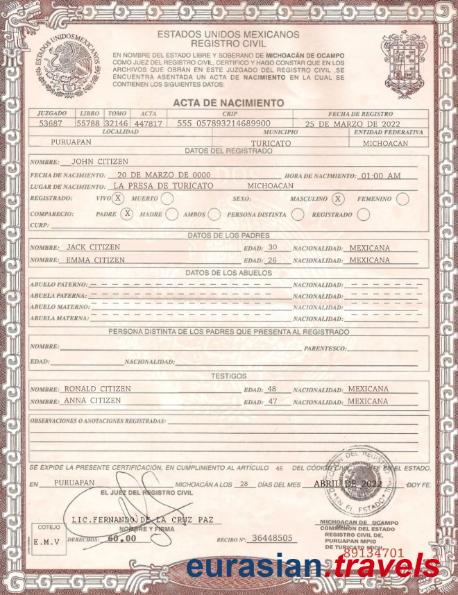 ESTADOS UNIDOS MEXICANOS
REGISTRO CIVIL
EN NOMBRE DEL ESTADO LIBRE Y SOBERANO DE MICHOACÁN DE OCAMPO
COMO JUEZ DEL REGISTRO CIVIL, CERTIFICO Y HAGO CONSTAR QUE EN LOS
ARCHIVOS QUE OBRAN EN ESTE JUZGADO DEL REGISTRO CIVIL, SE
ENCUENTRA ASENTADA UN ACTA DE NACIMIENTO EN LA CUAL SE
CONTIENEN LOS SIGUIENTES DATOS:
ACTA DE NACIMIENTO
JUZGADO LIBRO TOMO ACTA CRIP FECHA DE REGISTRO
53687 55788 32146 447817 555 057893214689900 25 DE MARZO DE 2022
LOCALIDAD MUNICIPIO ENTIDAD FEDERATIVA
PURUAPAN TURICATO MICHOACAN
DATOS DEL REGISTRADO
NOMBRE: JOHN CITIZEN
FECHA DE NACIMIENTO: 20 DE MARZO DE 0000 HORA DE NACIMIENTO: 01:00 AM
LUGAR DE NACIMIENTO: LA PRESA DE TURICATO MICHOACAN
REGISTRADO: VIVO X MUERTO SEXO: MASCULINO X FEMENINO
COMPARECIO: PADRE X MADRE AMBOS PERSONA DISTINTA REGISTRADO
CURP:
DATOS DE LOS PADRES
NOMBRE: JACK CITIZEN EDAD: 30 NACIONALIDAD: MEXICANA
NOMBRE: EMMA CITIZEN EDAD: 26 NACIONALIDAD: MEXICANA
DATOS DE LOS ABUELOS
ABUELO PATERNO: NACIONALIDAD:
ABUELA PATERNA: NACIONALIDAD:
ABUELO MATERNO: NACIONALIDAD:
ABUELA MATERNA: NACIONALIDAD:
PERSONA DISTINTA DE LOS PADRES QUE PRESENTA AL REGISTRADO
NOMBRE: PARENTESCO:
EDAD: NACIONALIDAD:
TESTIGOS
NOMBRE: RONALD CITIZEN EDAD: 48 NACIONALIDAD: MEXICANA
NOMBRE: ANNA CITIZEN EDAD: 47 NACIONALIDAD: MEXICANA
OBSERVACIONES O ANOTACIONES REGISTRADAS:
SE EXPIDE LA PRESENTE CERTIFICACIÓN, EN CUMPLIMIENTO AL ARTÍCULO 45 DEL CÓDIGO EN EL ESTADO.
EN PURUAPAN MICHOACÁN A LOS 28 DÍAS DEL MES ABRIL DE 2022 DOY FE.
EL JUEZ DEL REGISTRO CIVIL
LIC. FERNANDO DE LA CRUZ PAZ
NOMBRE Y FIRMA
COTEJO
E.M.V
DERECHOS: 60.00 RECIBO Nº 36448505
MICHOACAN DE OCAMPO
COMISION DEL ESTADO
REGISTRO CIVIL DE,
PURUAPAN MPIO
DE TURICATO
39134701
eurasian.travels